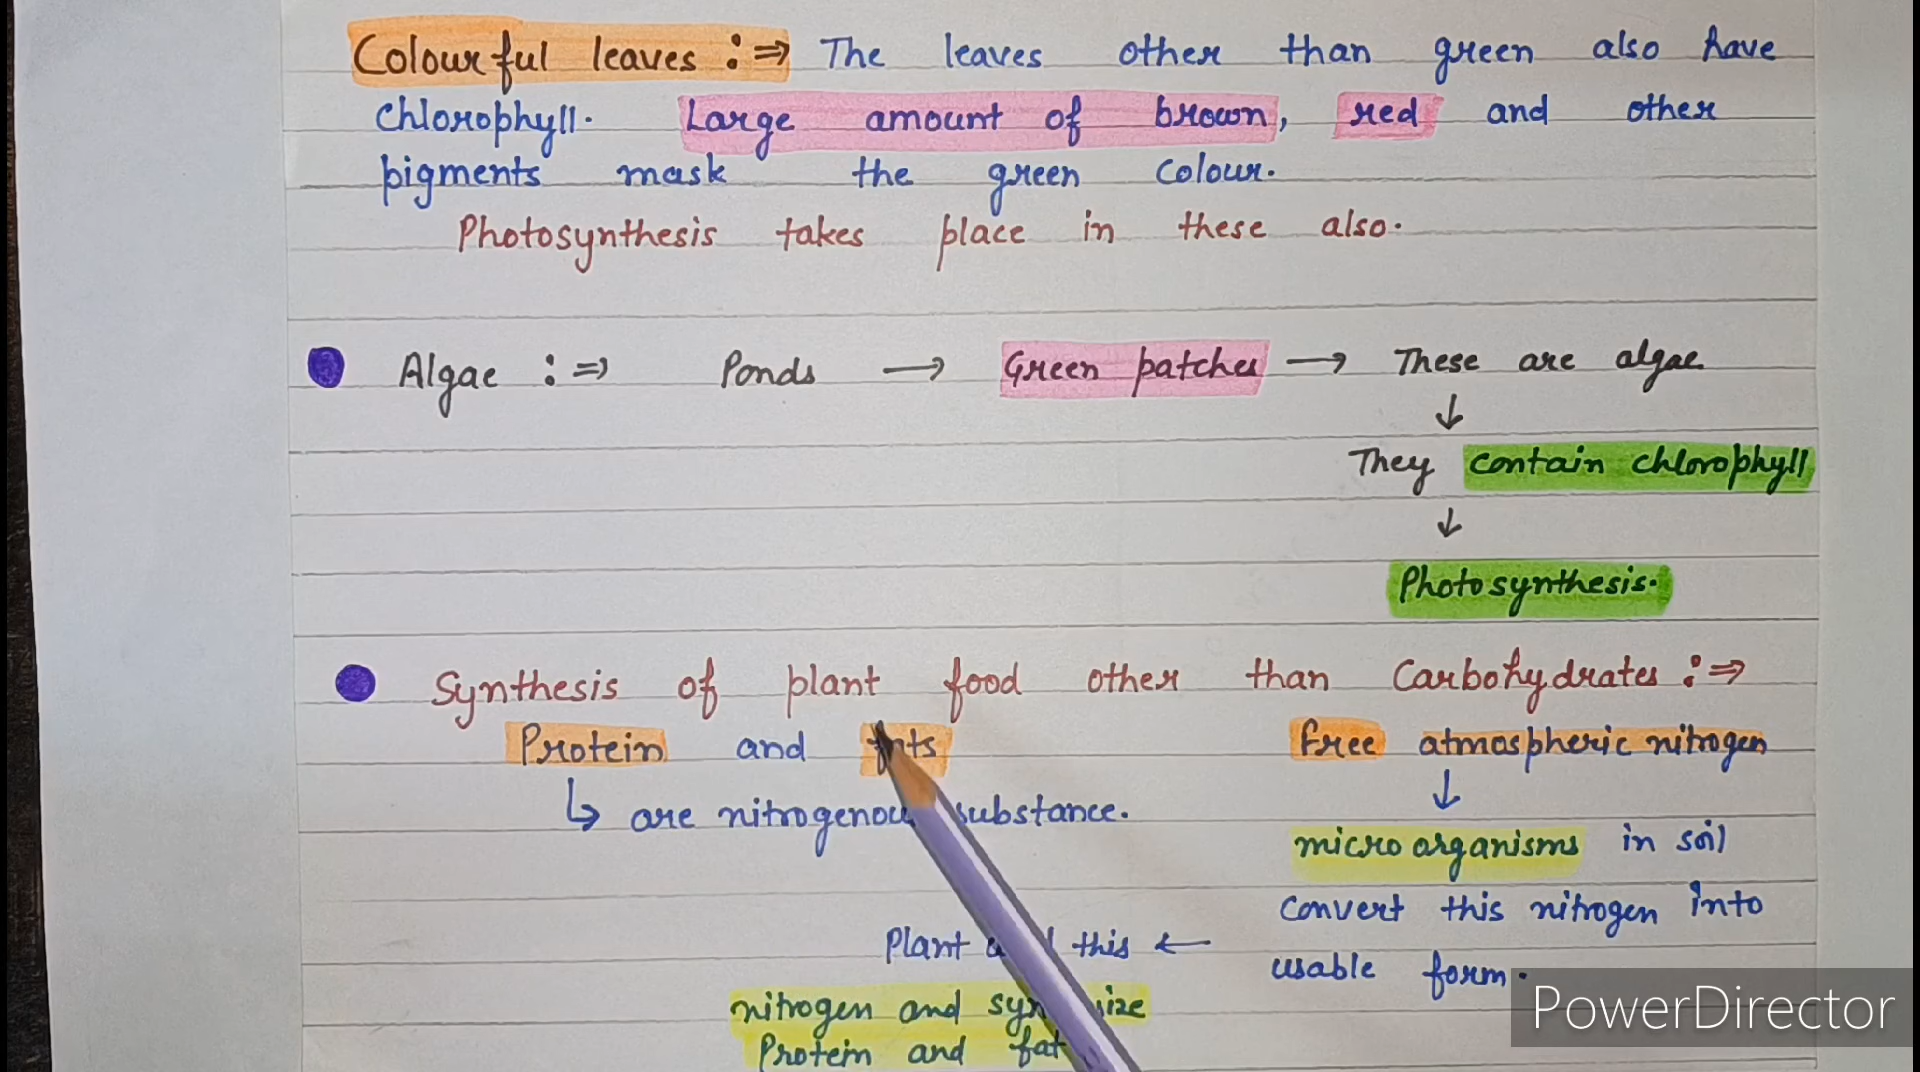 Colourful leaves :⇒ The leaves other than green also have
chlorophyll. Large amount of brown, red and other
pigments mask the green colour.
Photosynthesis takes place in these also.
Algae :⇒ Ponds → Green patches → These are algae
↓
They contain chlorophyll
↓
Photosynthesis.
Synthesis of plant food other than Carbohydrates :⇒
Protein and fats
↳ are nitrogenous substance.
free atmospheric nitrogen
↓
micro organisms in soil
convert this nitrogen into
usable form.
Plant this ←
nitrogen and synthesize
Protein and fat
PowerDirector